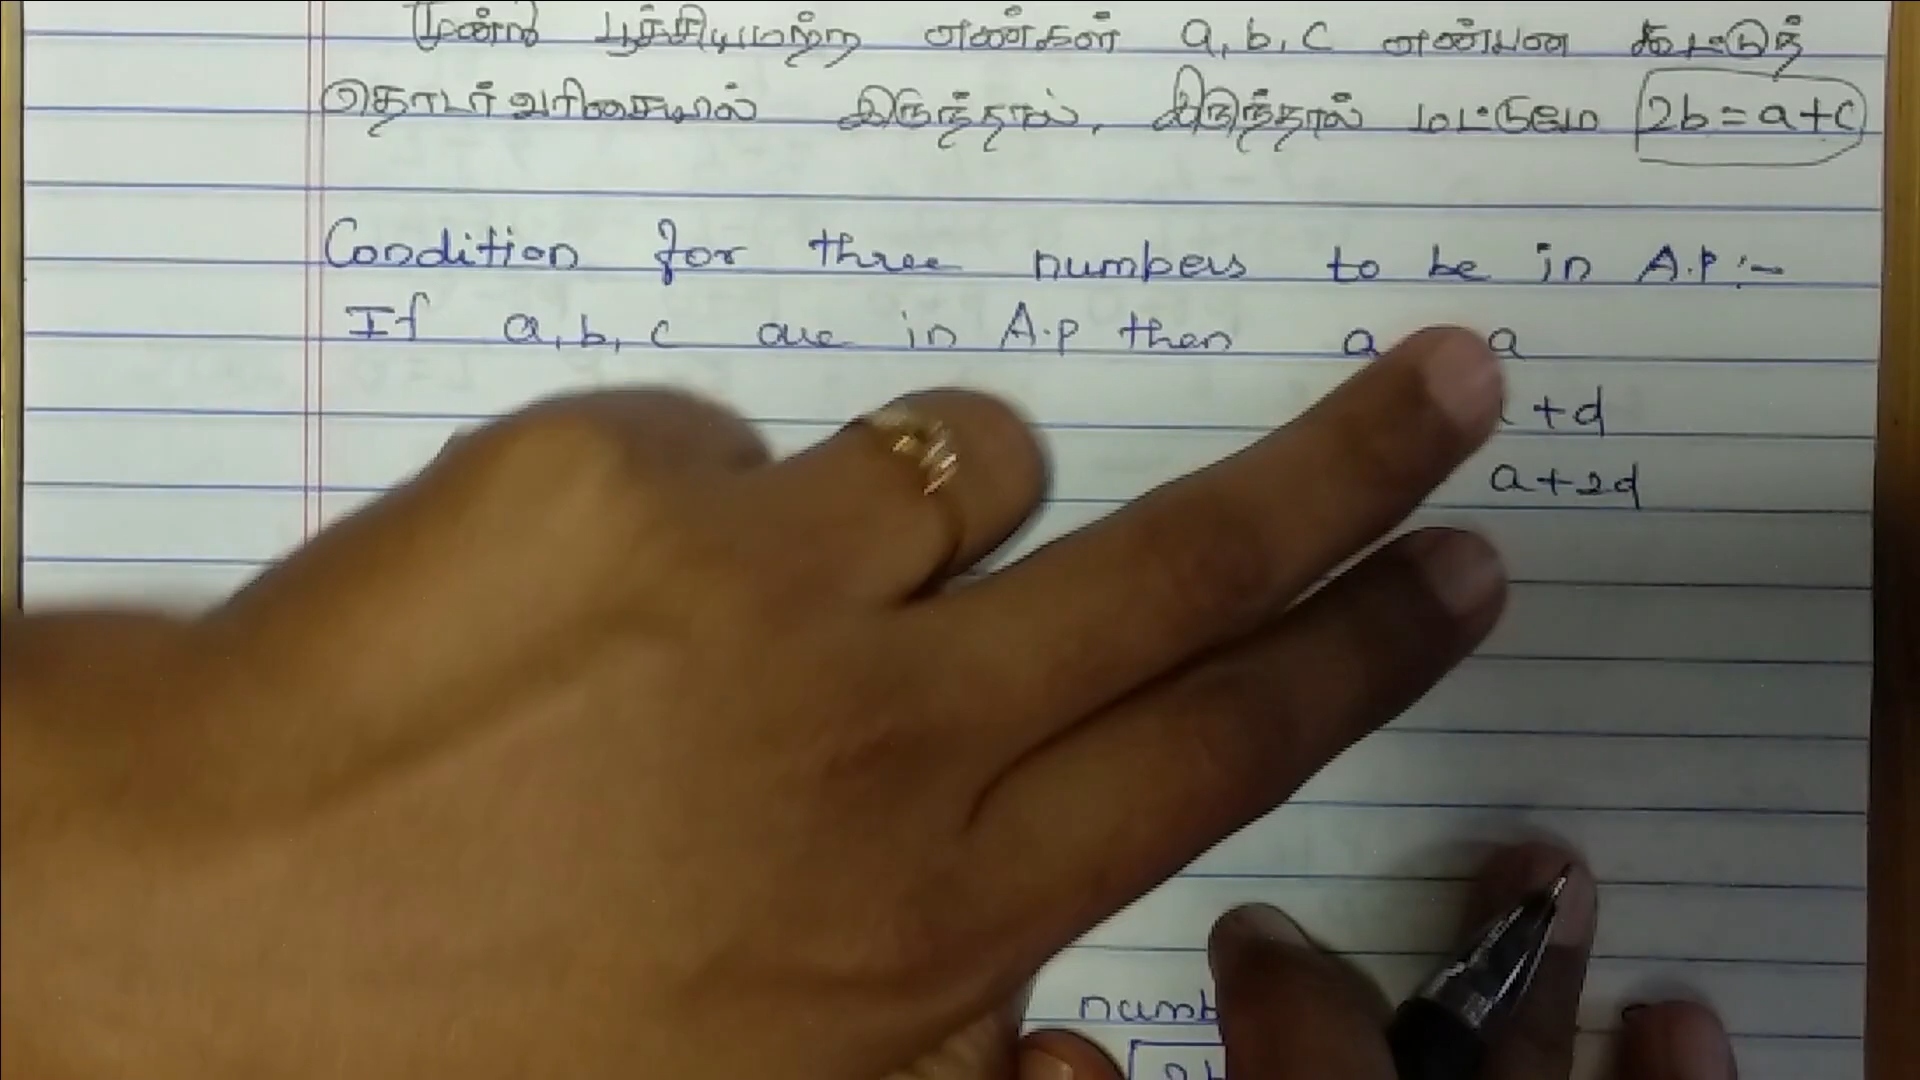 மூன்று பூச்சியமற்ற எண்கள் a, b, c என்பன கூட்டுத்
தொடர்வரிசையில் இருந்தால், இருந்தால் மட்டுமே 2b = a+c
Condition for three numbers to be in A.P :-
If a, b, c are in A.P then a a
+d
a+2d